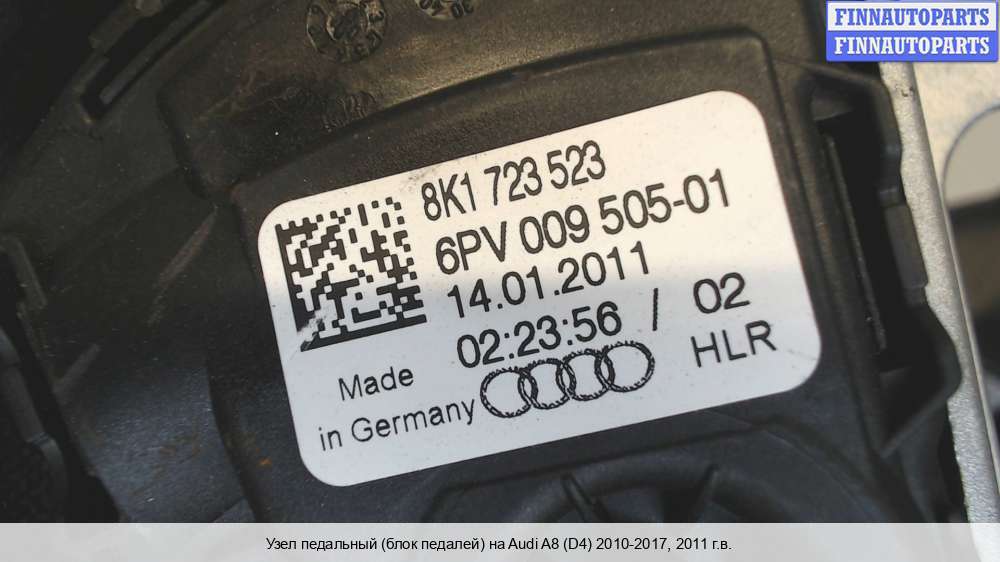 FINNAUTOPARTS
FINNAUTOPARTS
8K1 723 523
6PV 009 505-01
14.01.2011
02:23:56 / 02
Made
in Germany
HLR
Узел педальный (блок педалей) на Audi A8 (D4) 2010-2017, 2011 г.в.